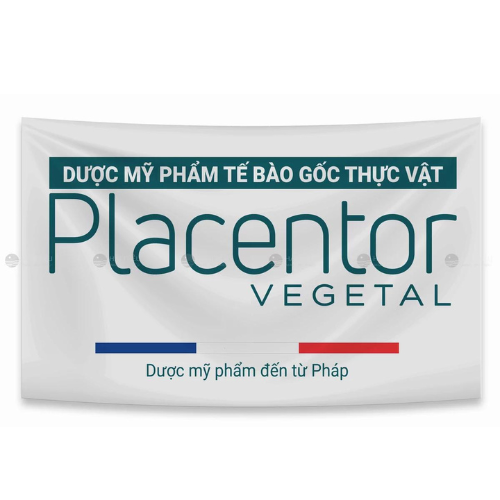 DƯỢC MỸ PHẨM TẾ BÀO GỐC THỰC VẬT
Placentor
VEGETAL
Dược mỹ phẩm đến từ Pháp